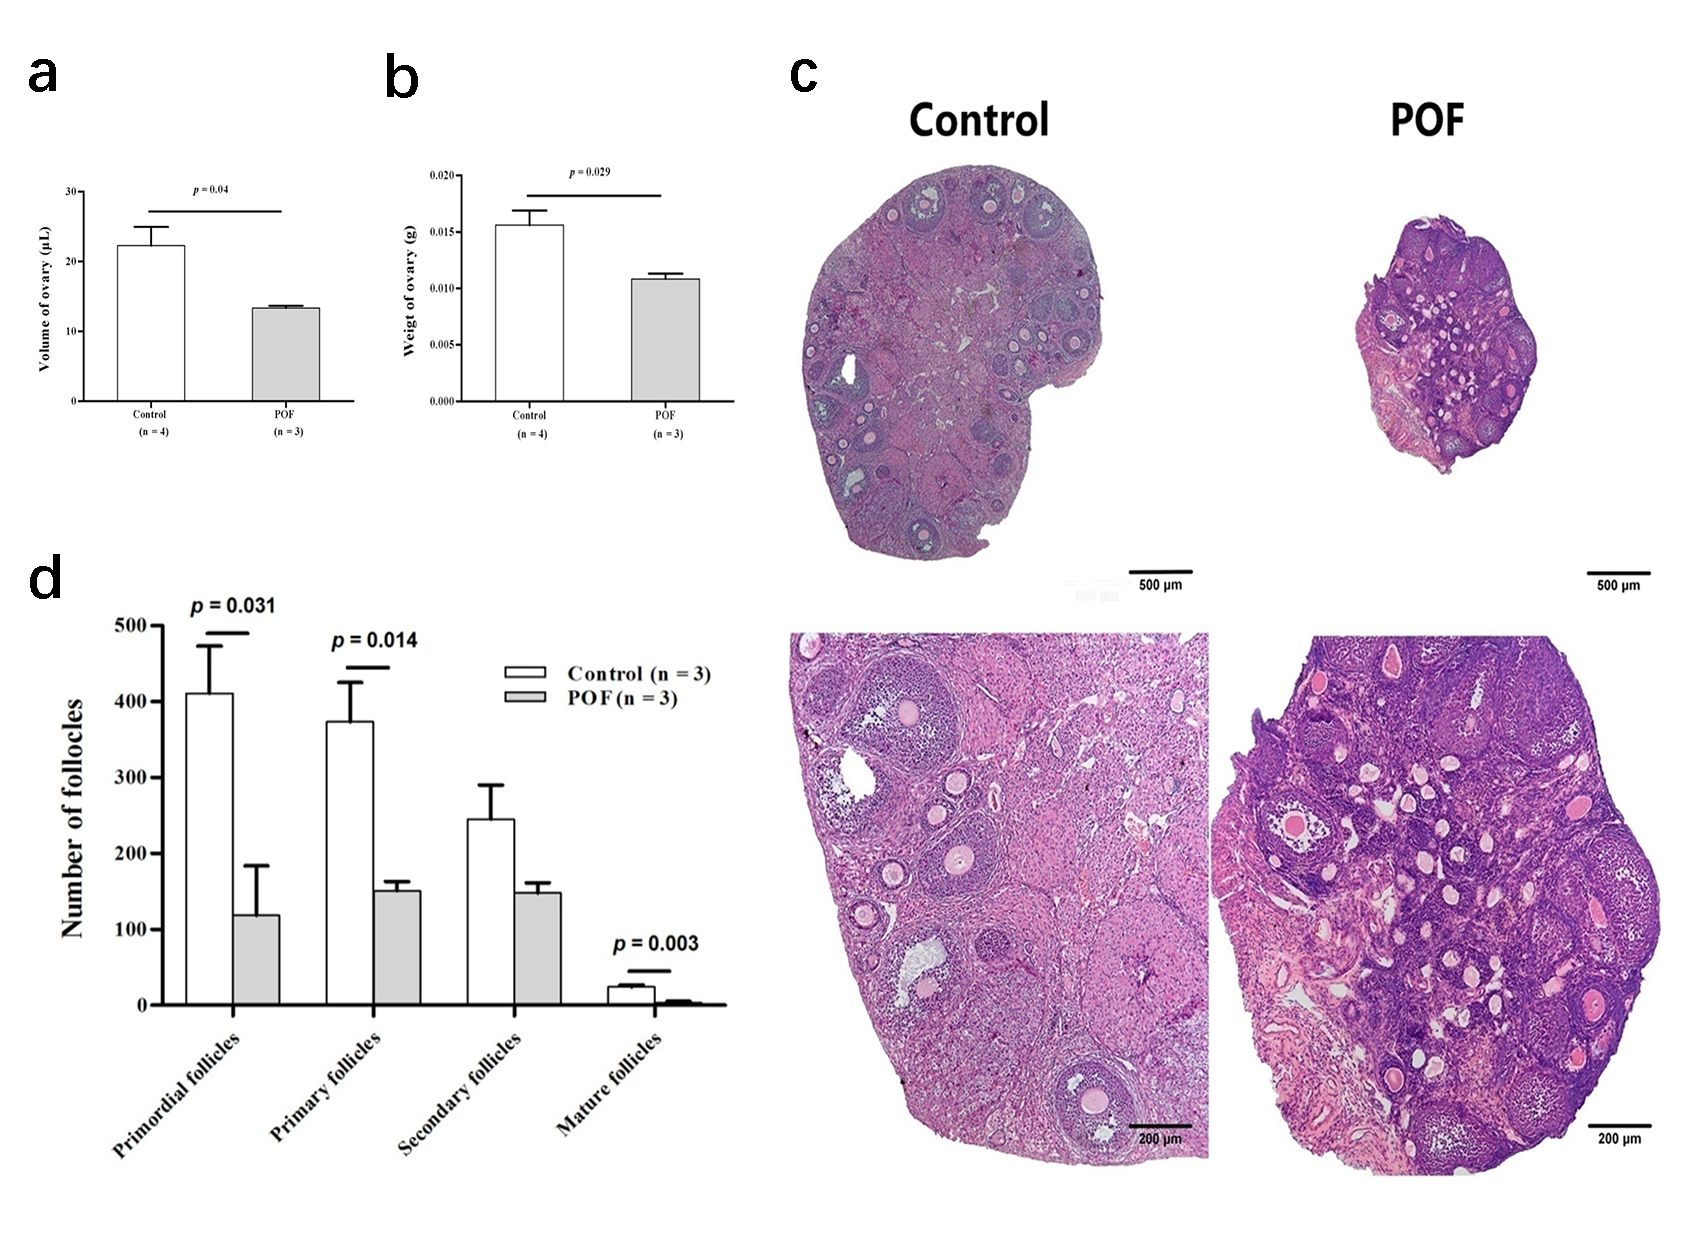 a
b
c
Control
POF
p = 0.04
30
20
10
0
Volume of ovary (µL)
Control
(n = 4)
POF
(n = 3)
p = 0.029
0.020
0.015
0.010
0.005
0.000
Weigt of ovary (g)
Control
(n = 4)
POF
(n = 3)
500 µm
500 µm
200 µm
200 µm
d
p = 0.031
p = 0.014
p = 0.003
500
400
300
200
100
0
Number of follocles
Control (n = 3)
POF (n = 3)
Primordial follicles
Primary follicles
Secondary follicles
Mature follicles